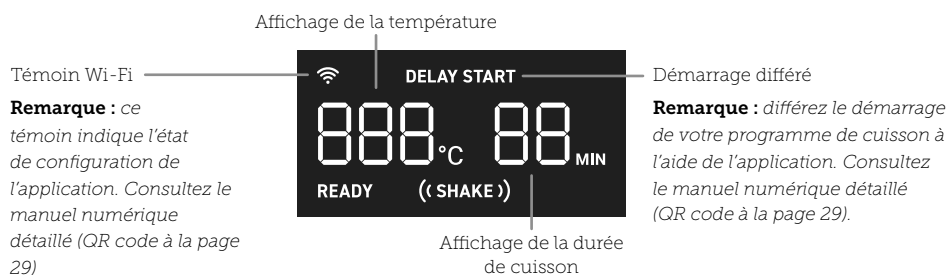 Affichage de la température
Témoin Wi-Fi
Remarque : ce
témoin indique l'état
de configuration de
l'application. Consultez le
manuel numérique
détaillé (QR code à la page
29)
DELAY START
888 °C 88 MIN
READY ((SHAKE))
Affichage de la durée
de cuisson
Démarrage différé
Remarque : différez le démarrage
de votre programme de cuisson à
l'aide de l'application. Consultez
le manuel numérique détaillé
(QR code à la page 29).